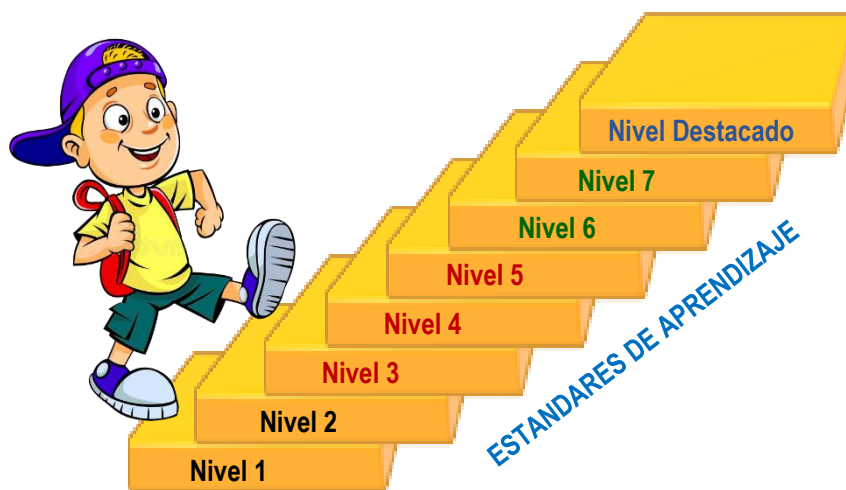 Nivel Destacado
Nivel 7
Nivel 6
Nivel 5
Nivel 4
Nivel 3
Nivel 2
Nivel 1
ESTANDARES DE APRENDIZAJE